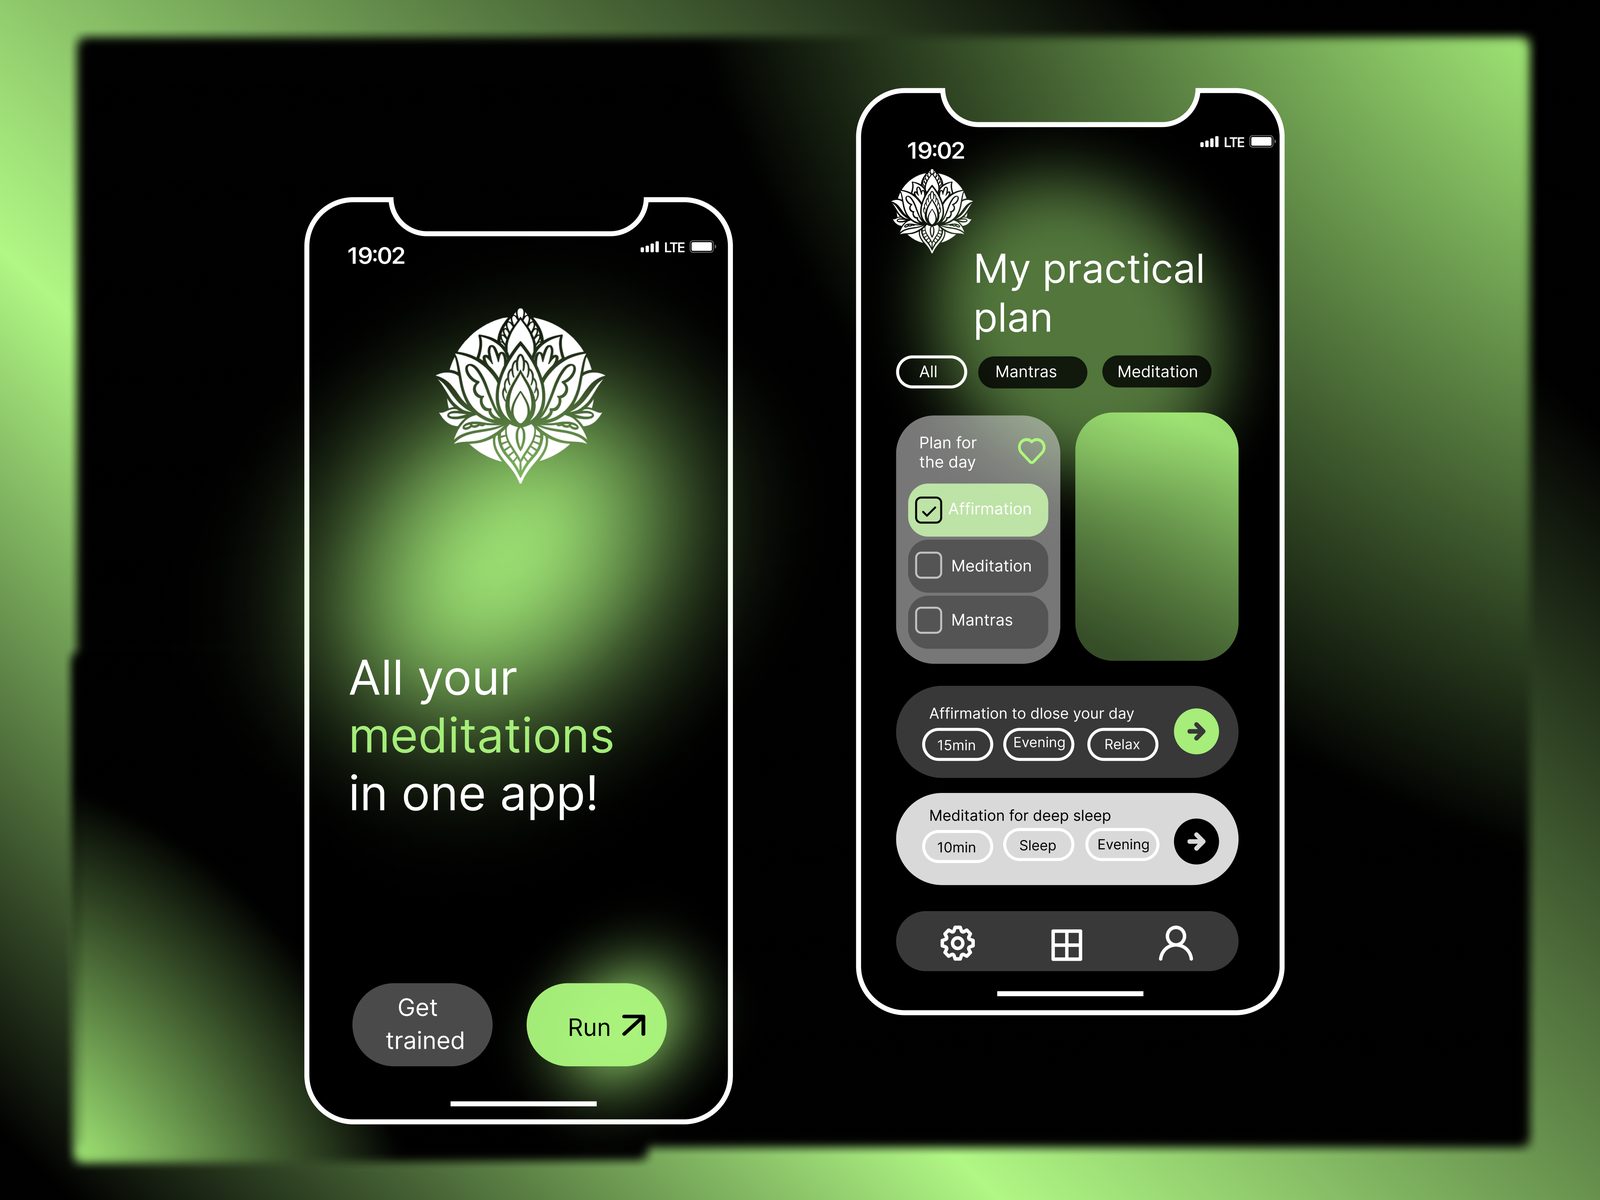 19:02
LTE
All your
meditations
in one app!
Get
trained
Run
19:02
LTE
My practical
plan
All
Mantras
Meditation
Plan for
the day
Affirmation
Meditation
Mantras
Affirmation to dlose your day
15min
Evening
Relax
Meditation for deep sleep
10min
Sleep
Evening